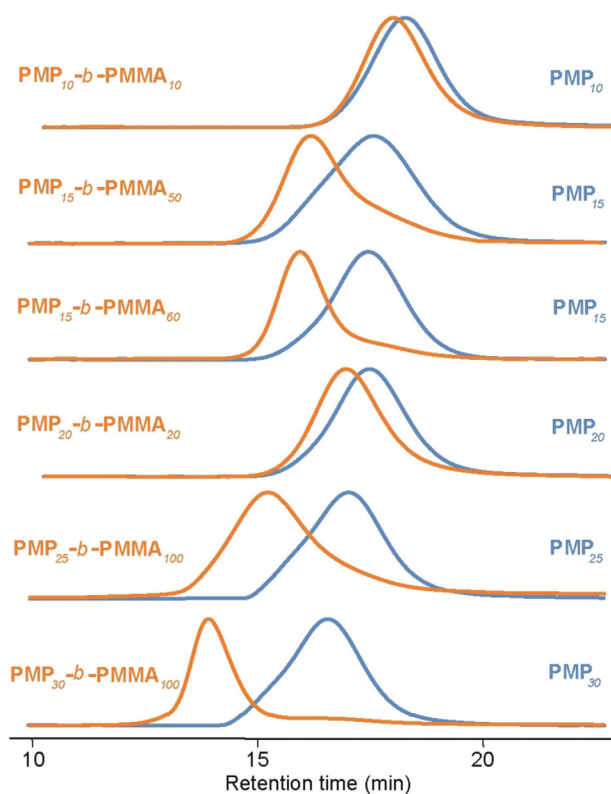 PMP10-b-PMMA10 PMP10
PMP15-b-PMMA50 PMP15
PMP15-b-PMMA60 PMP15
PMP20-b-PMMA20 PMP20
PMP25-b-PMMA100 PMP25
PMP30-b-PMMA100 PMP30
10 15 20
Retention time (min)